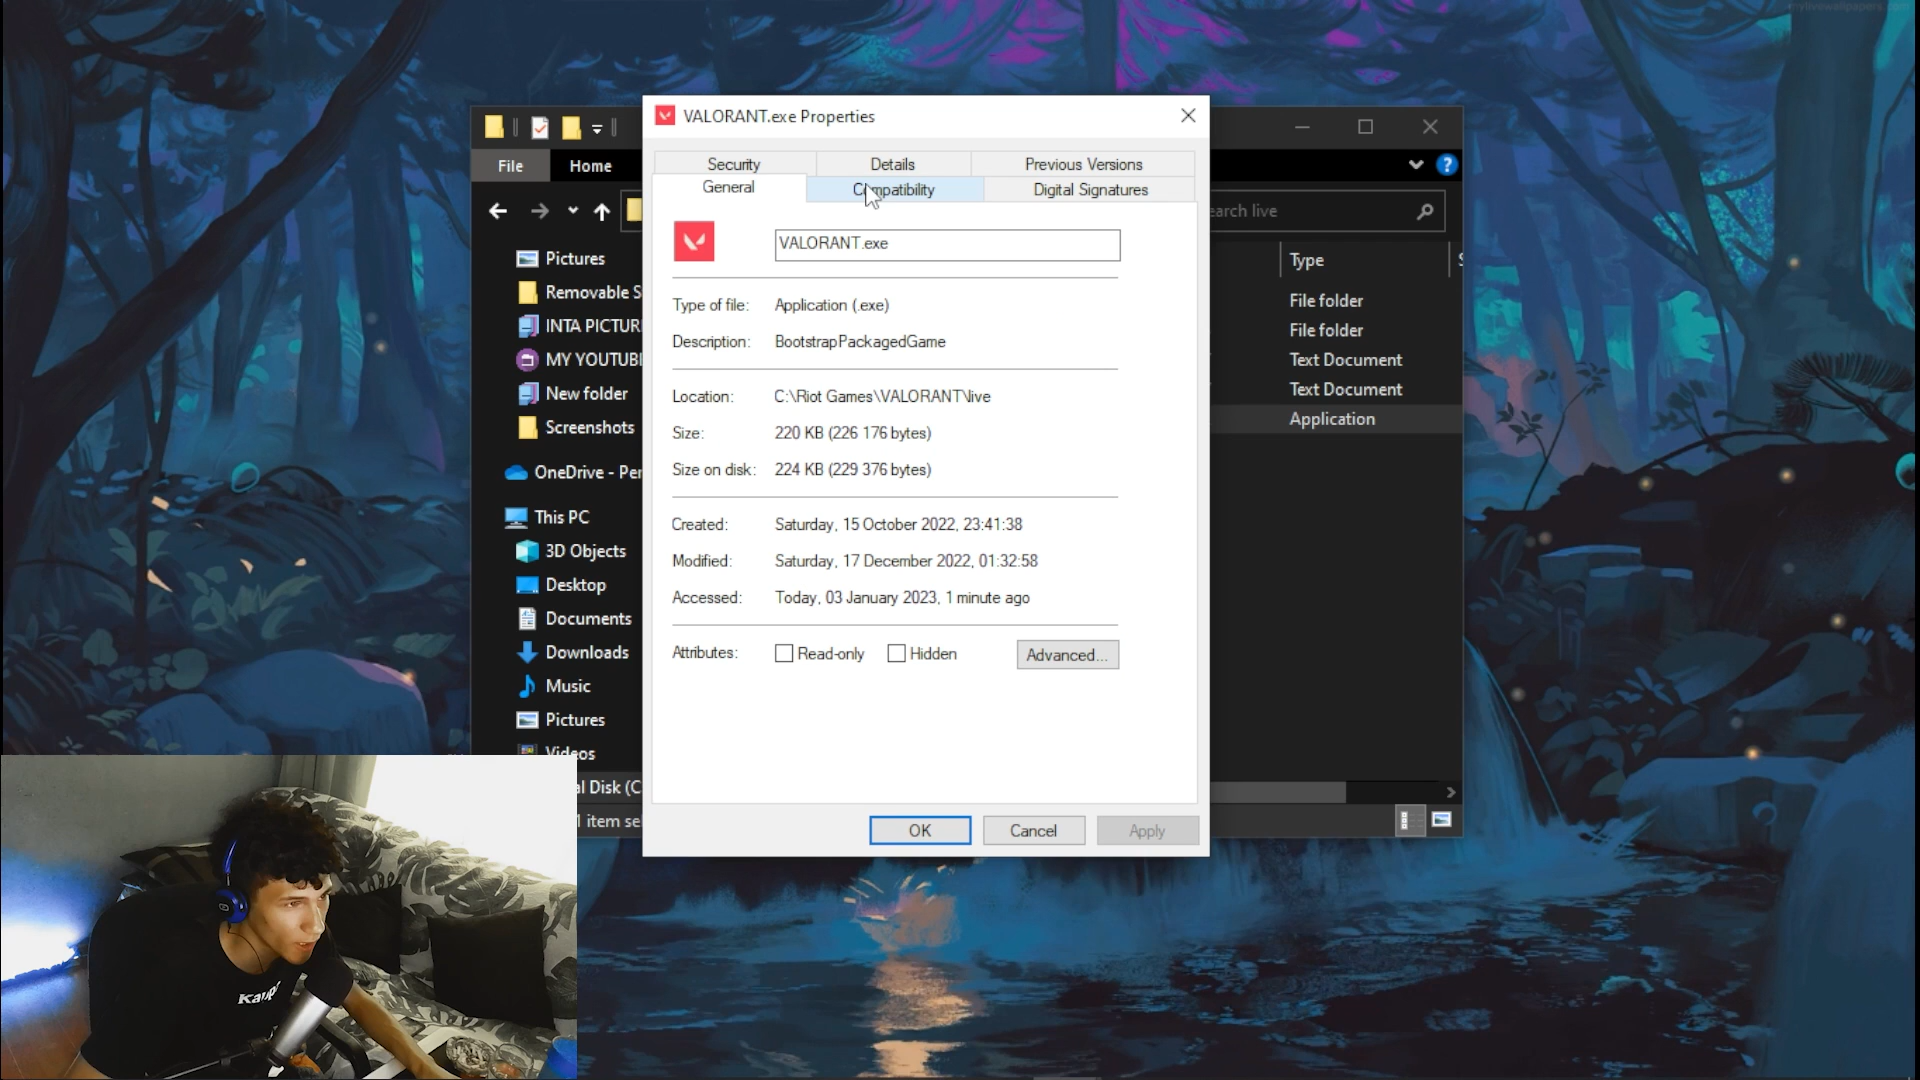 mylivewallpapers.com
VALORANT.exe Properties
File
Home
Security
Details
Previous Versions
General
Compatibility
Digital Signatures
earch live
VALORANT.exe
Type
Pictures
Removable S
INTA PICTUR
MY YOUTUB
New folder
Screenshots
OneDrive - Per
This PC
3D Objects
Desktop
Documents
Downloads
Music
Pictures
Videos
al Disk (C
1 item se
Type of file: Application (.exe)
Description: BootstrapPackagedGame
Location: C:\Riot Games\VALORANT\live
Size: 220 KB (226 176 bytes)
Size on disk: 224 KB (229 376 bytes)
Created: Saturday, 15 October 2022, 23:41:38
Modified: Saturday, 17 December 2022, 01:32:58
Accessed: Today, 03 January 2023, 1 minute ago
Attributes: Read-only Hidden Advanced...
OK Cancel Apply
File folder
File folder
Text Document
Text Document
Application